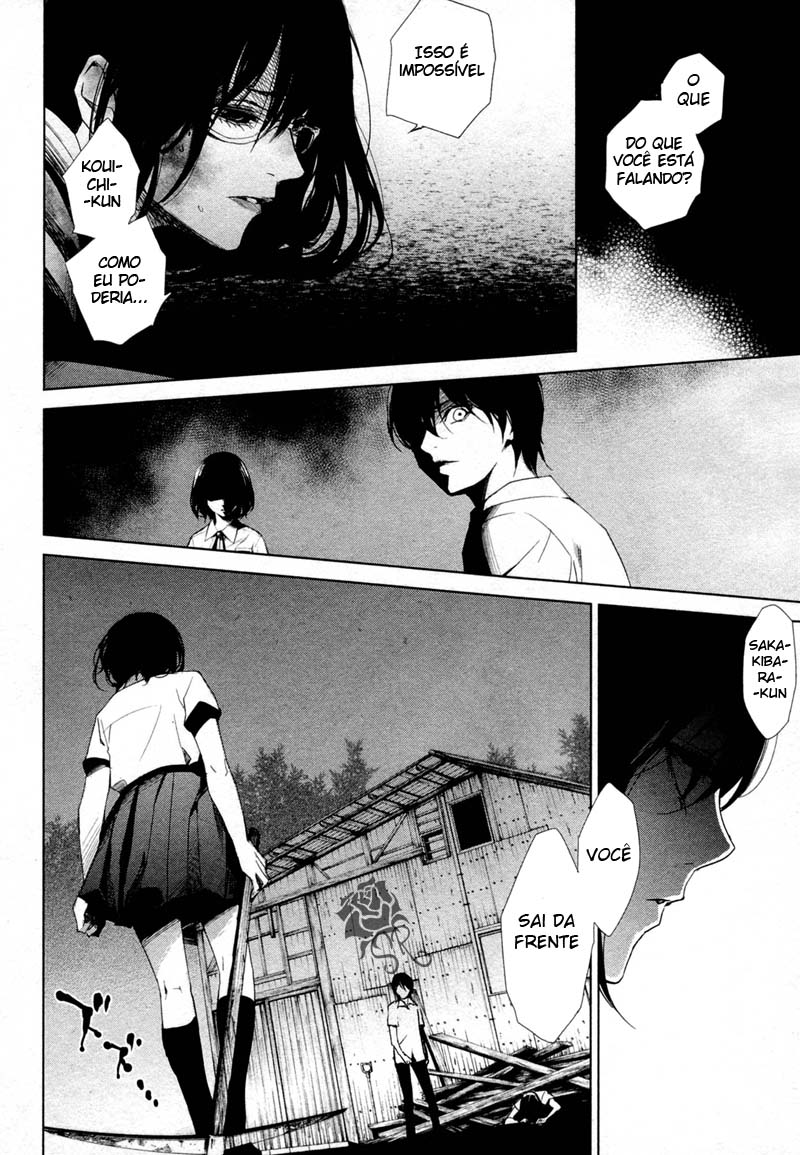 O
QUE
DO QUE
VOCÊ ESTÁ
FALANDO?
ISSO É
IMPOSSÍVEL
KOUI-
CHI-
-KUN
COMO
EU PO-
DERIA...
SAKA-
KIBA-
RA-
-KUN
VOCÊ
SAI DA
FRENTE
SR